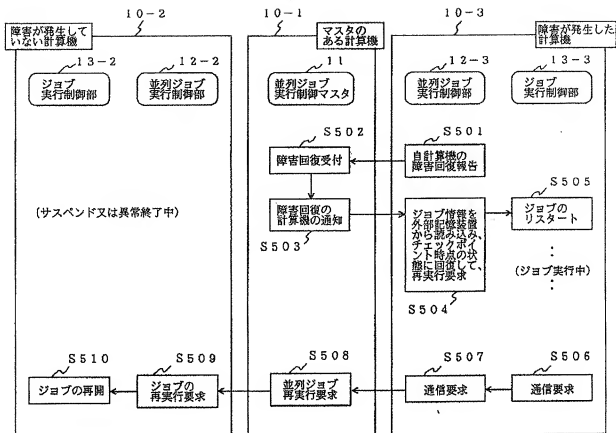 10-2
10-1
10-3
障害が発生して
いない計算機
マスタの
ある計算機
障害が発生した
計算機
13-2
12-2
11
12-3
13-3
ジョブ
実行制御部
並列ジョブ
実行制御部
並列ジョブ
実行制御マスタ
並列ジョブ
実行制御部
ジョブ
実行制御部
S502
S501
障害回復受付
自計算機の
障害回復報告
S505
(サスペンド又は異常終了中)
障害回復の
計算機の通知
S503
ジョブ情報を
外部記憶装置
から読み込み、
チェックポイ
ント時点の状
態に回復して、
再実行要求
S504
ジョブの
リスタート
(ジョブ実行中)
S510
S509
S508
S507
S506
ジョブの再開
ジョブの
再実行要求
並列ジョブ
再実行要求
通信要求
通信要求